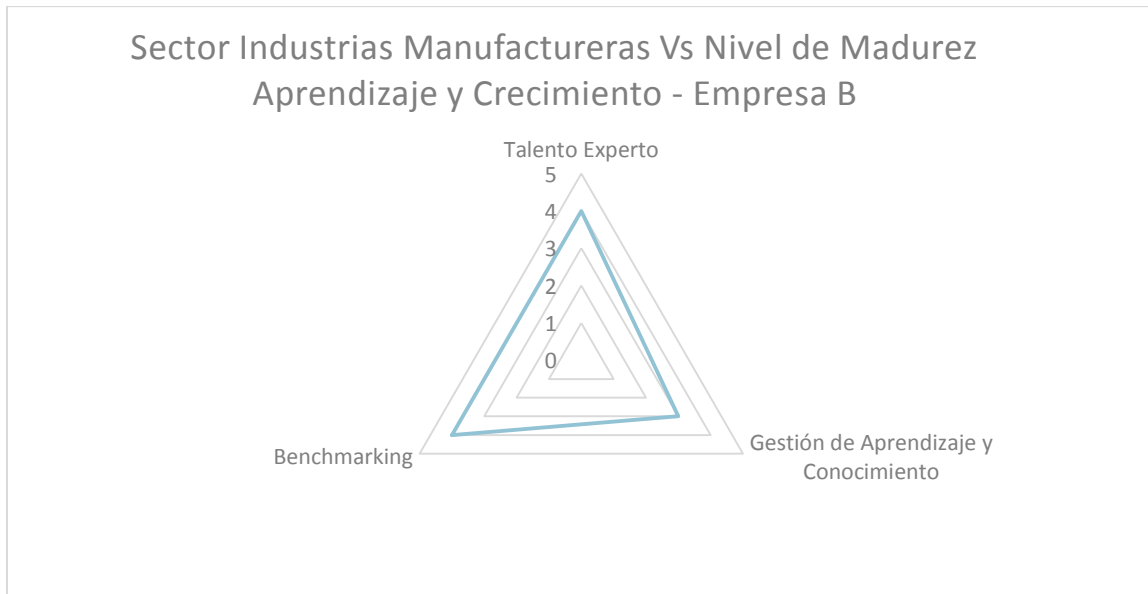 Sector Industrias Manufactureras Vs Nivel de Madurez
Aprendizaje y Crecimiento - Empresa B
Talento Experto
5
4
3
2
1
0
Gestión de Aprendizaje y
Conocimiento
Benchmarking